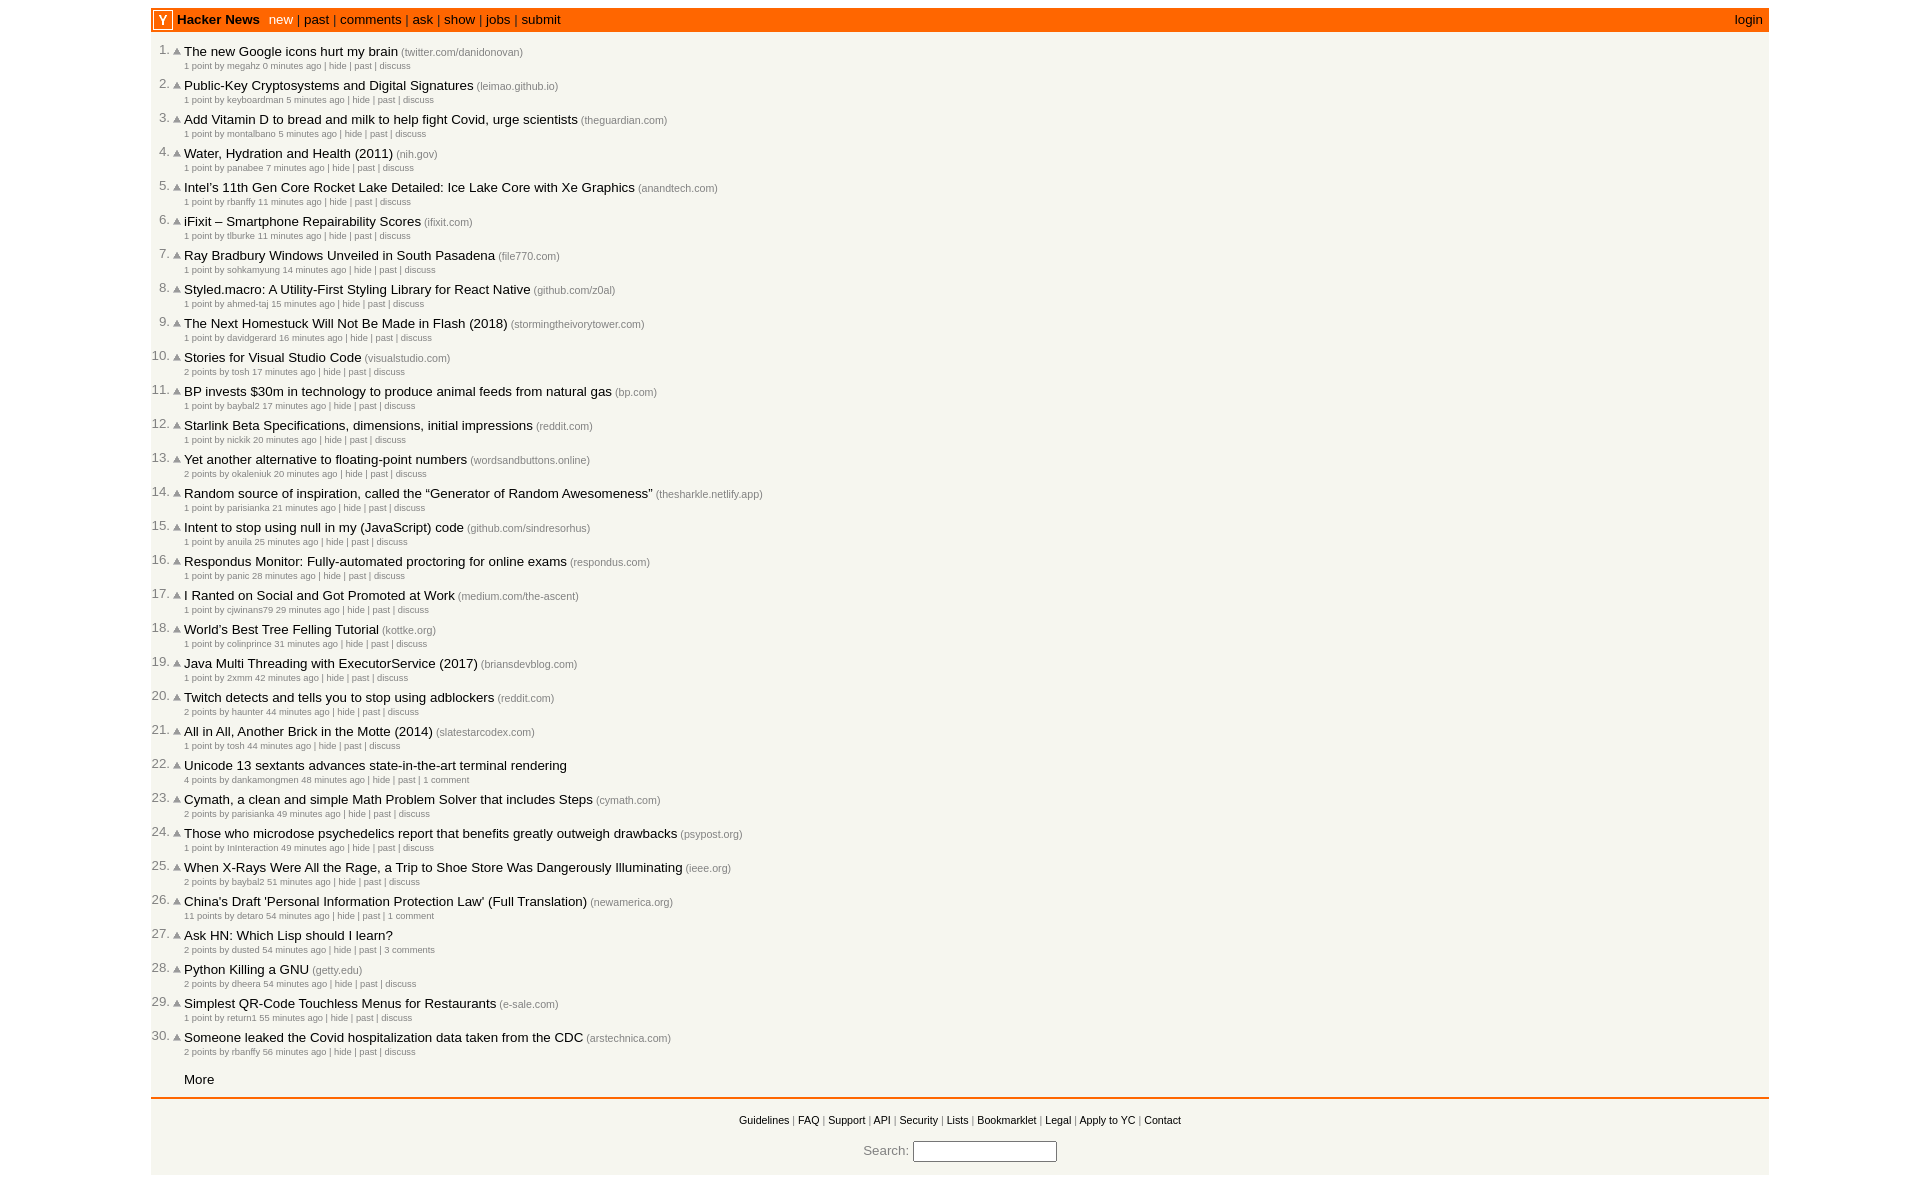 Y Hacker News new | past | comments | ask | show | jobs | submit login
1. The new Google icons hurt my brain (twitter.com/danidonovan)
1 point by megahz 0 minutes ago | hide | past | discuss
2. Public-Key Cryptosystems and Digital Signatures (leimao.github.io)
1 point by keyboardman 5 minutes ago | hide | past | discuss
3. Add Vitamin D to bread and milk to help fight Covid, urge scientists (theguardian.com)
1 point by montalbano 5 minutes ago | hide | past | discuss
4. Water, Hydration and Health (2011) (nih.gov)
1 point by panabee 7 minutes ago | hide | past | discuss
5. Intel’s 11th Gen Core Rocket Lake Detailed: Ice Lake Core with Xe Graphics (anandtech.com)
1 point by rbanffy 11 minutes ago | hide | past | discuss
6. iFixit – Smartphone Repairability Scores (ifixit.com)
1 point by tlburke 11 minutes ago | hide | past | discuss
7. Ray Bradbury Windows Unveiled in South Pasadena (file770.com)
1 point by sohkamyung 14 minutes ago | hide | past | discuss
8. Styled.macro: A Utility-First Styling Library for React Native (github.com/z0al)
1 point by ahmed-taj 15 minutes ago | hide | past | discuss
9. The Next Homestuck Will Not Be Made in Flash (2018) (stormingtheivorytower.com)
1 point by davidgerard 16 minutes ago | hide | past | discuss
10. Stories for Visual Studio Code (visualstudio.com)
2 points by tosh 17 minutes ago | hide | past | discuss
11. BP invests $30m in technology to produce animal feeds from natural gas (bp.com)
1 point by baybal2 17 minutes ago | hide | past | discuss
12. Starlink Beta Specifications, dimensions, initial impressions (reddit.com)
1 point by nickik 20 minutes ago | hide | past | discuss
13. Yet another alternative to floating-point numbers (wordsandbuttons.online)
2 points by okaleniuk 20 minutes ago | hide | past | discuss
14. Random source of inspiration, called the “Generator of Random Awesomeness” (thesharkle.netlify.app)
1 point by parisianka 21 minutes ago | hide | past | discuss
15. Intent to stop using null in my (JavaScript) code (github.com/sindresorhus)
1 point by anuila 25 minutes ago | hide | past | discuss
16. Respondus Monitor: Fully-automated proctoring for online exams (respondus.com)
1 point by panic 28 minutes ago | hide | past | discuss
17. I Ranted on Social and Got Promoted at Work (medium.com/the-ascent)
1 point by cjwinans79 29 minutes ago | hide | past | discuss
18. World’s Best Tree Felling Tutorial (kottke.org)
1 point by colinprince 31 minutes ago | hide | past | discuss
19. Java Multi Threading with ExecutorService (2017) (briansdevblog.com)
1 point by 2xmm 42 minutes ago | hide | past | discuss
20. Twitch detects and tells you to stop using adblockers (reddit.com)
2 points by haunter 44 minutes ago | hide | past | discuss
21. All in All, Another Brick in the Motte (2014) (slatestarcodex.com)
1 point by tosh 44 minutes ago | hide | past | discuss
22. Unicode 13 sextants advances state-in-the-art terminal rendering
4 points by dankamongmen 48 minutes ago | hide | past | 1 comment
23. Cymath, a clean and simple Math Problem Solver that includes Steps (cymath.com)
2 points by parisianka 49 minutes ago | hide | past | discuss
24. Those who microdose psychedelics report that benefits greatly outweigh drawbacks (psypost.org)
1 point by InInteraction 49 minutes ago | hide | past | discuss
25. When X-Rays Were All the Rage, a Trip to Shoe Store Was Dangerously Illuminating (ieee.org)
2 points by baybal2 51 minutes ago | hide | past | discuss
26. China's Draft 'Personal Information Protection Law' (Full Translation) (newamerica.org)
11 points by detaro 54 minutes ago | hide | past | 1 comment
27. Ask HN: Which Lisp should I learn?
2 points by dusted 54 minutes ago | hide | past | 3 comments
28. Python Killing a GNU (getty.edu)
2 points by dheera 54 minutes ago | hide | past | discuss
29. Simplest QR-Code Touchless Menus for Restaurants (e-sale.com)
1 point by return1 55 minutes ago | hide | past | discuss
30. Someone leaked the Covid hospitalization data taken from the CDC (arstechnica.com)
2 points by rbanffy 56 minutes ago | hide | past | discuss
More
Guidelines | FAQ | Support | API | Security | Lists | Bookmarklet | Legal | Apply to YC | Contact
Search: